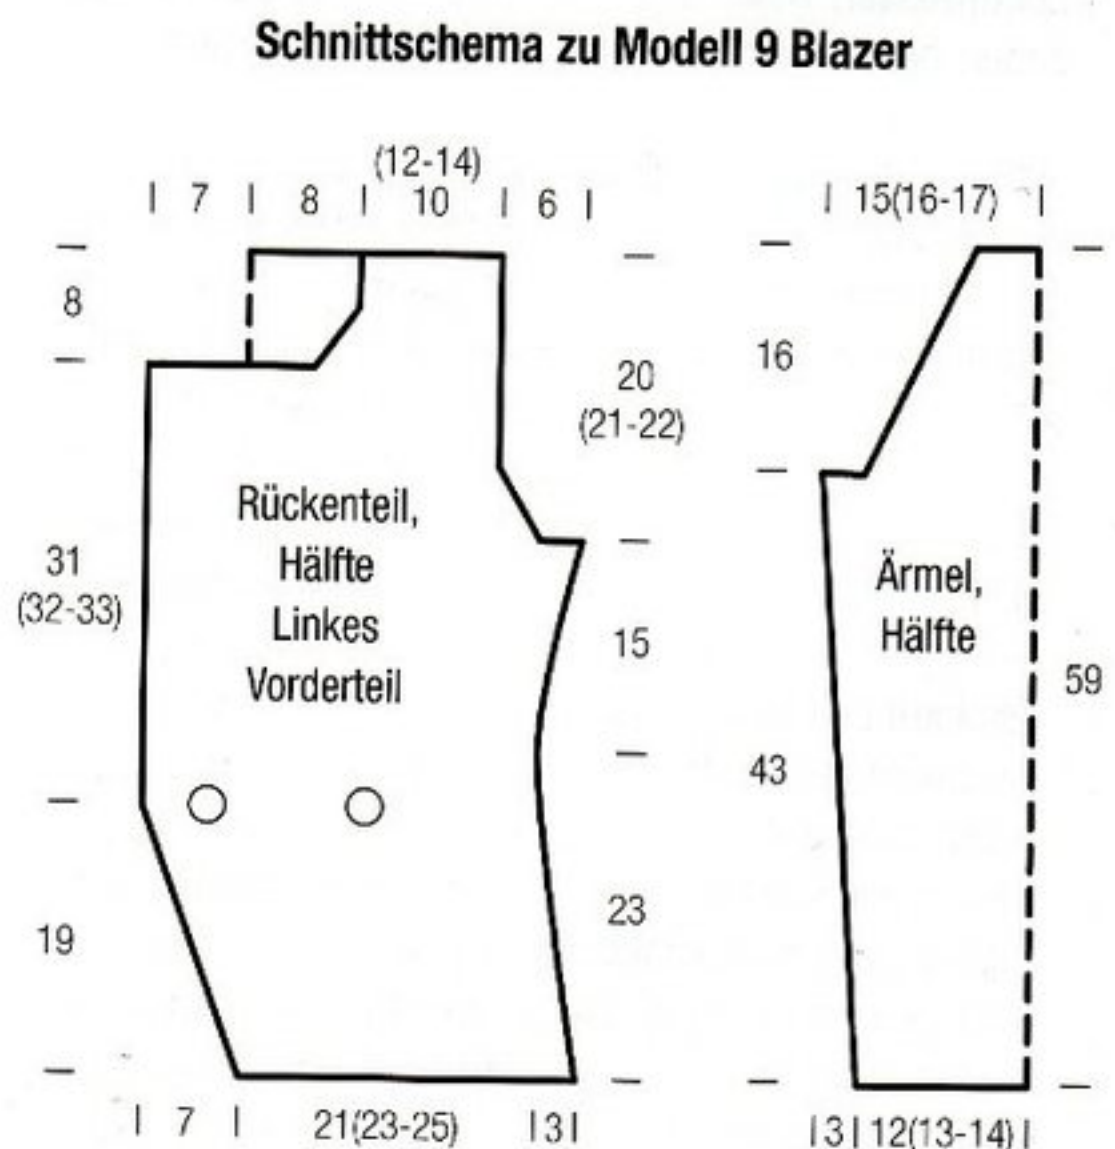 Schnittschema zu Modell 9 Blazer
(12-14)
7 8 10 6
15(16-17)
8
16
20
(21-22)
Rückenteil,
Hälfte
Linkes
Vorderteil
31
(32-33)
Ärmel,
Hälfte
15
59
43
19
23
7 21(23-25) 3
3 12(13-14)